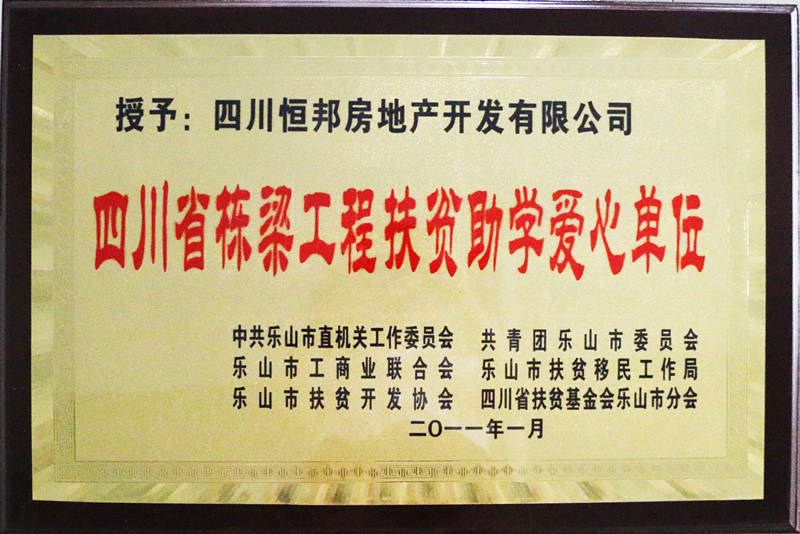 授予：四川恒邦房地产开发有限公司
四川省栋梁工程扶贫助学爱心单位
中共乐山市直机关工作委员会 共青团乐山市委员会
乐山市工商业联合会 乐山市扶贫移民工作局
乐山市扶贫开发协会 四川省扶贫基金会乐山市分会
二〇一一年一月